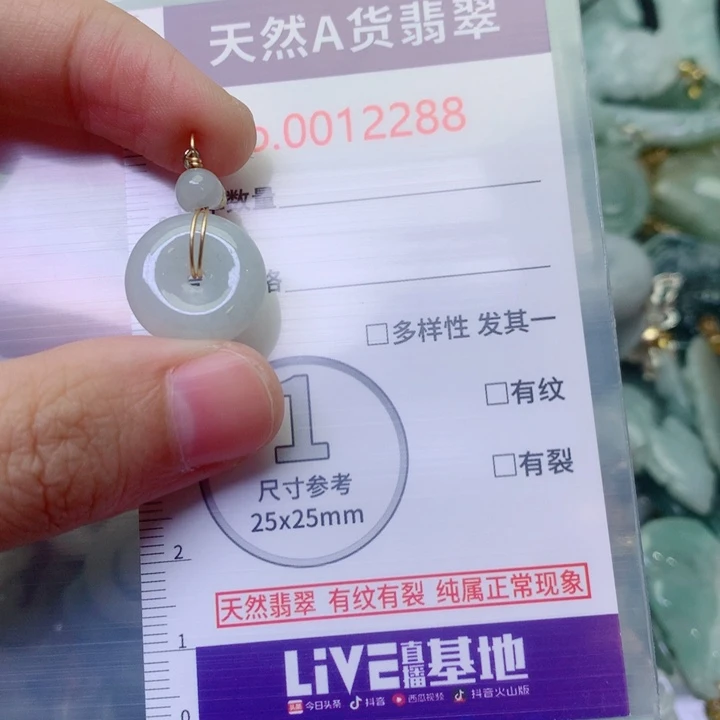 天然A货翡翠
.0012288
数量
格
□多样性 发其一
□有纹
□有裂
1
尺寸参考
25x25mm
2
天然翡翠 有纹有裂 纯属正常现象
1
LiVE直播基地
今日头条 抖音 西瓜视频 抖音火山版
0